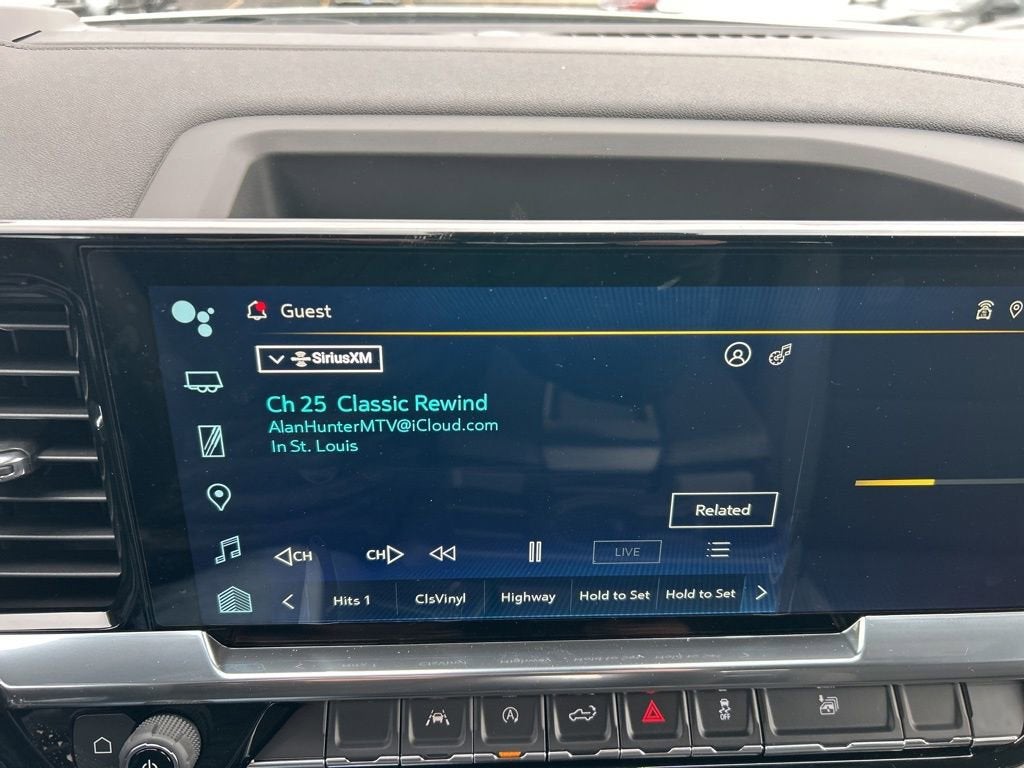 Guest
SiriusXM
Ch 25 Classic Rewind
AlanHunterMTV@iCloud.com
In St. Louis
Related
CH CH LIVE
Hits 1 ClsVinyl Highway Hold to Set Hold to Set
A
OFF